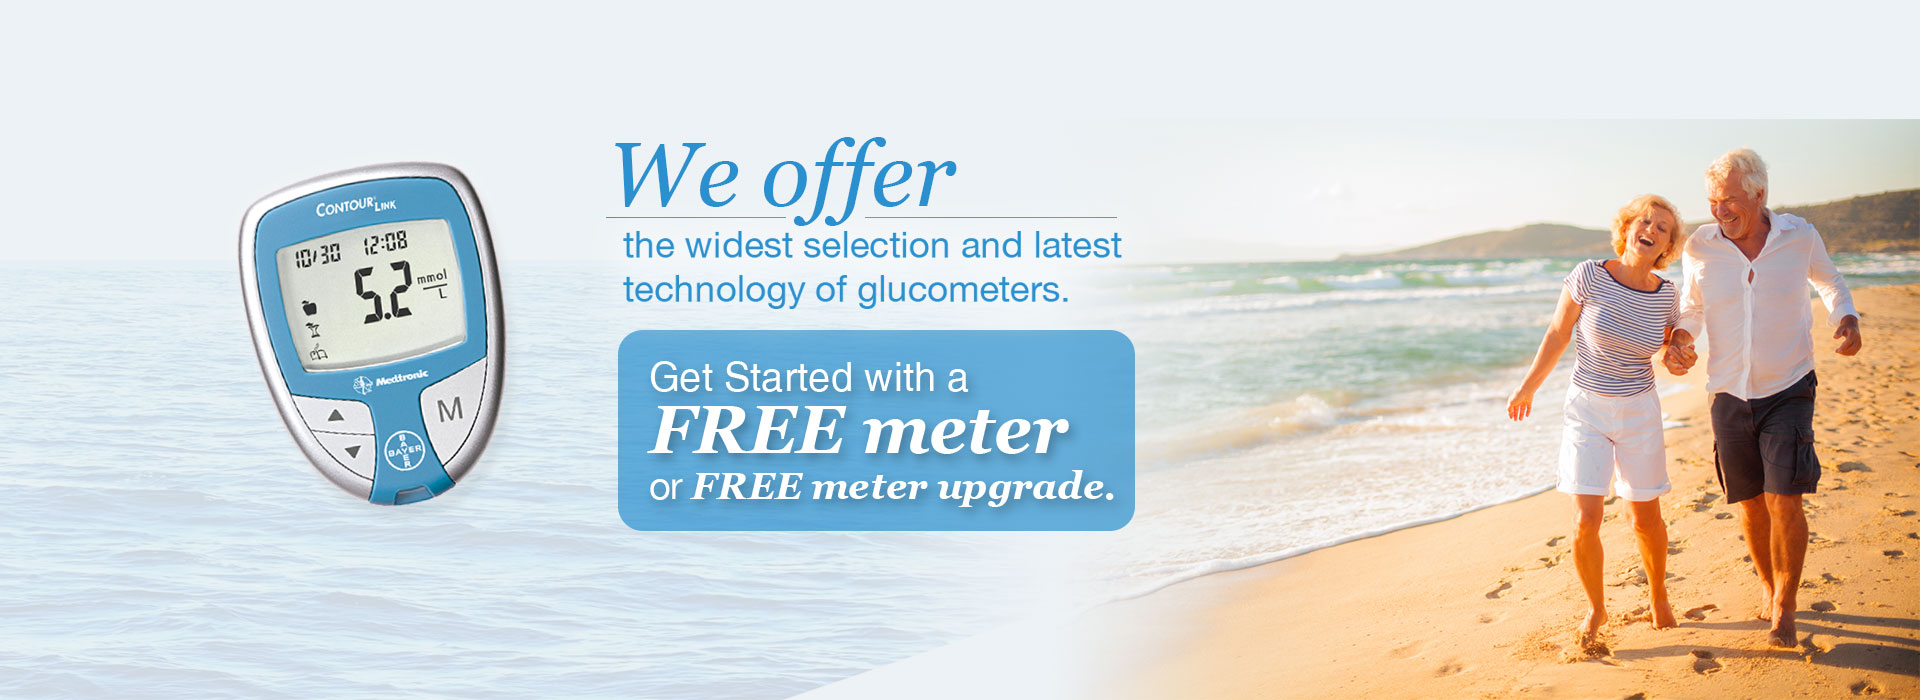 CONTOUR LINK
10/30 12:08
5.2 mmol/L
Medtronic
M
BAYER
BAYER
We offer
the widest selection and latest
technology of glucometers.
Get Started with a
FREE meter
or FREE meter upgrade.